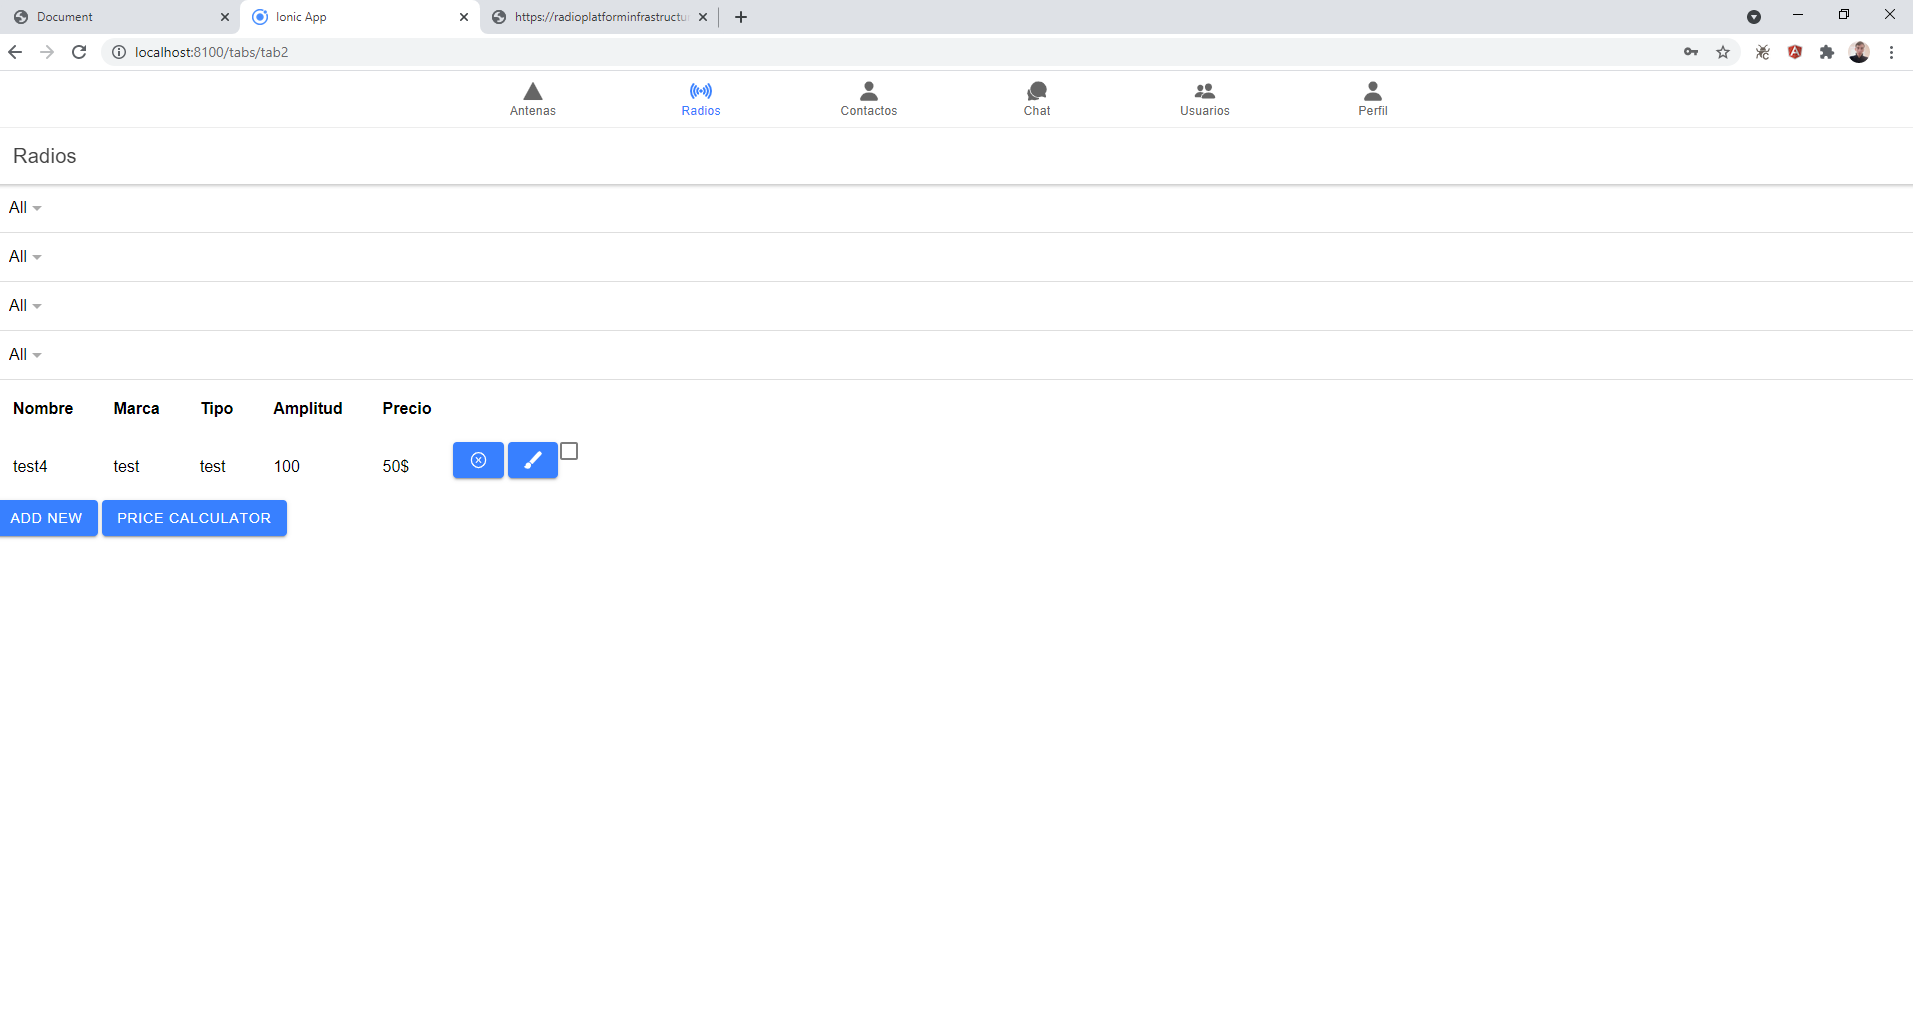 Document
Ionic App
https://radioplatforminfrastructu
localhost:8100/tabs/tab2
Antenas Radios Contactos Chat Usuarios Perfil
Radios
All
All
All
All
Nombre Marca Tipo Amplitud Precio
test4 test test 100 50$
ADD NEW PRICE CALCULATOR